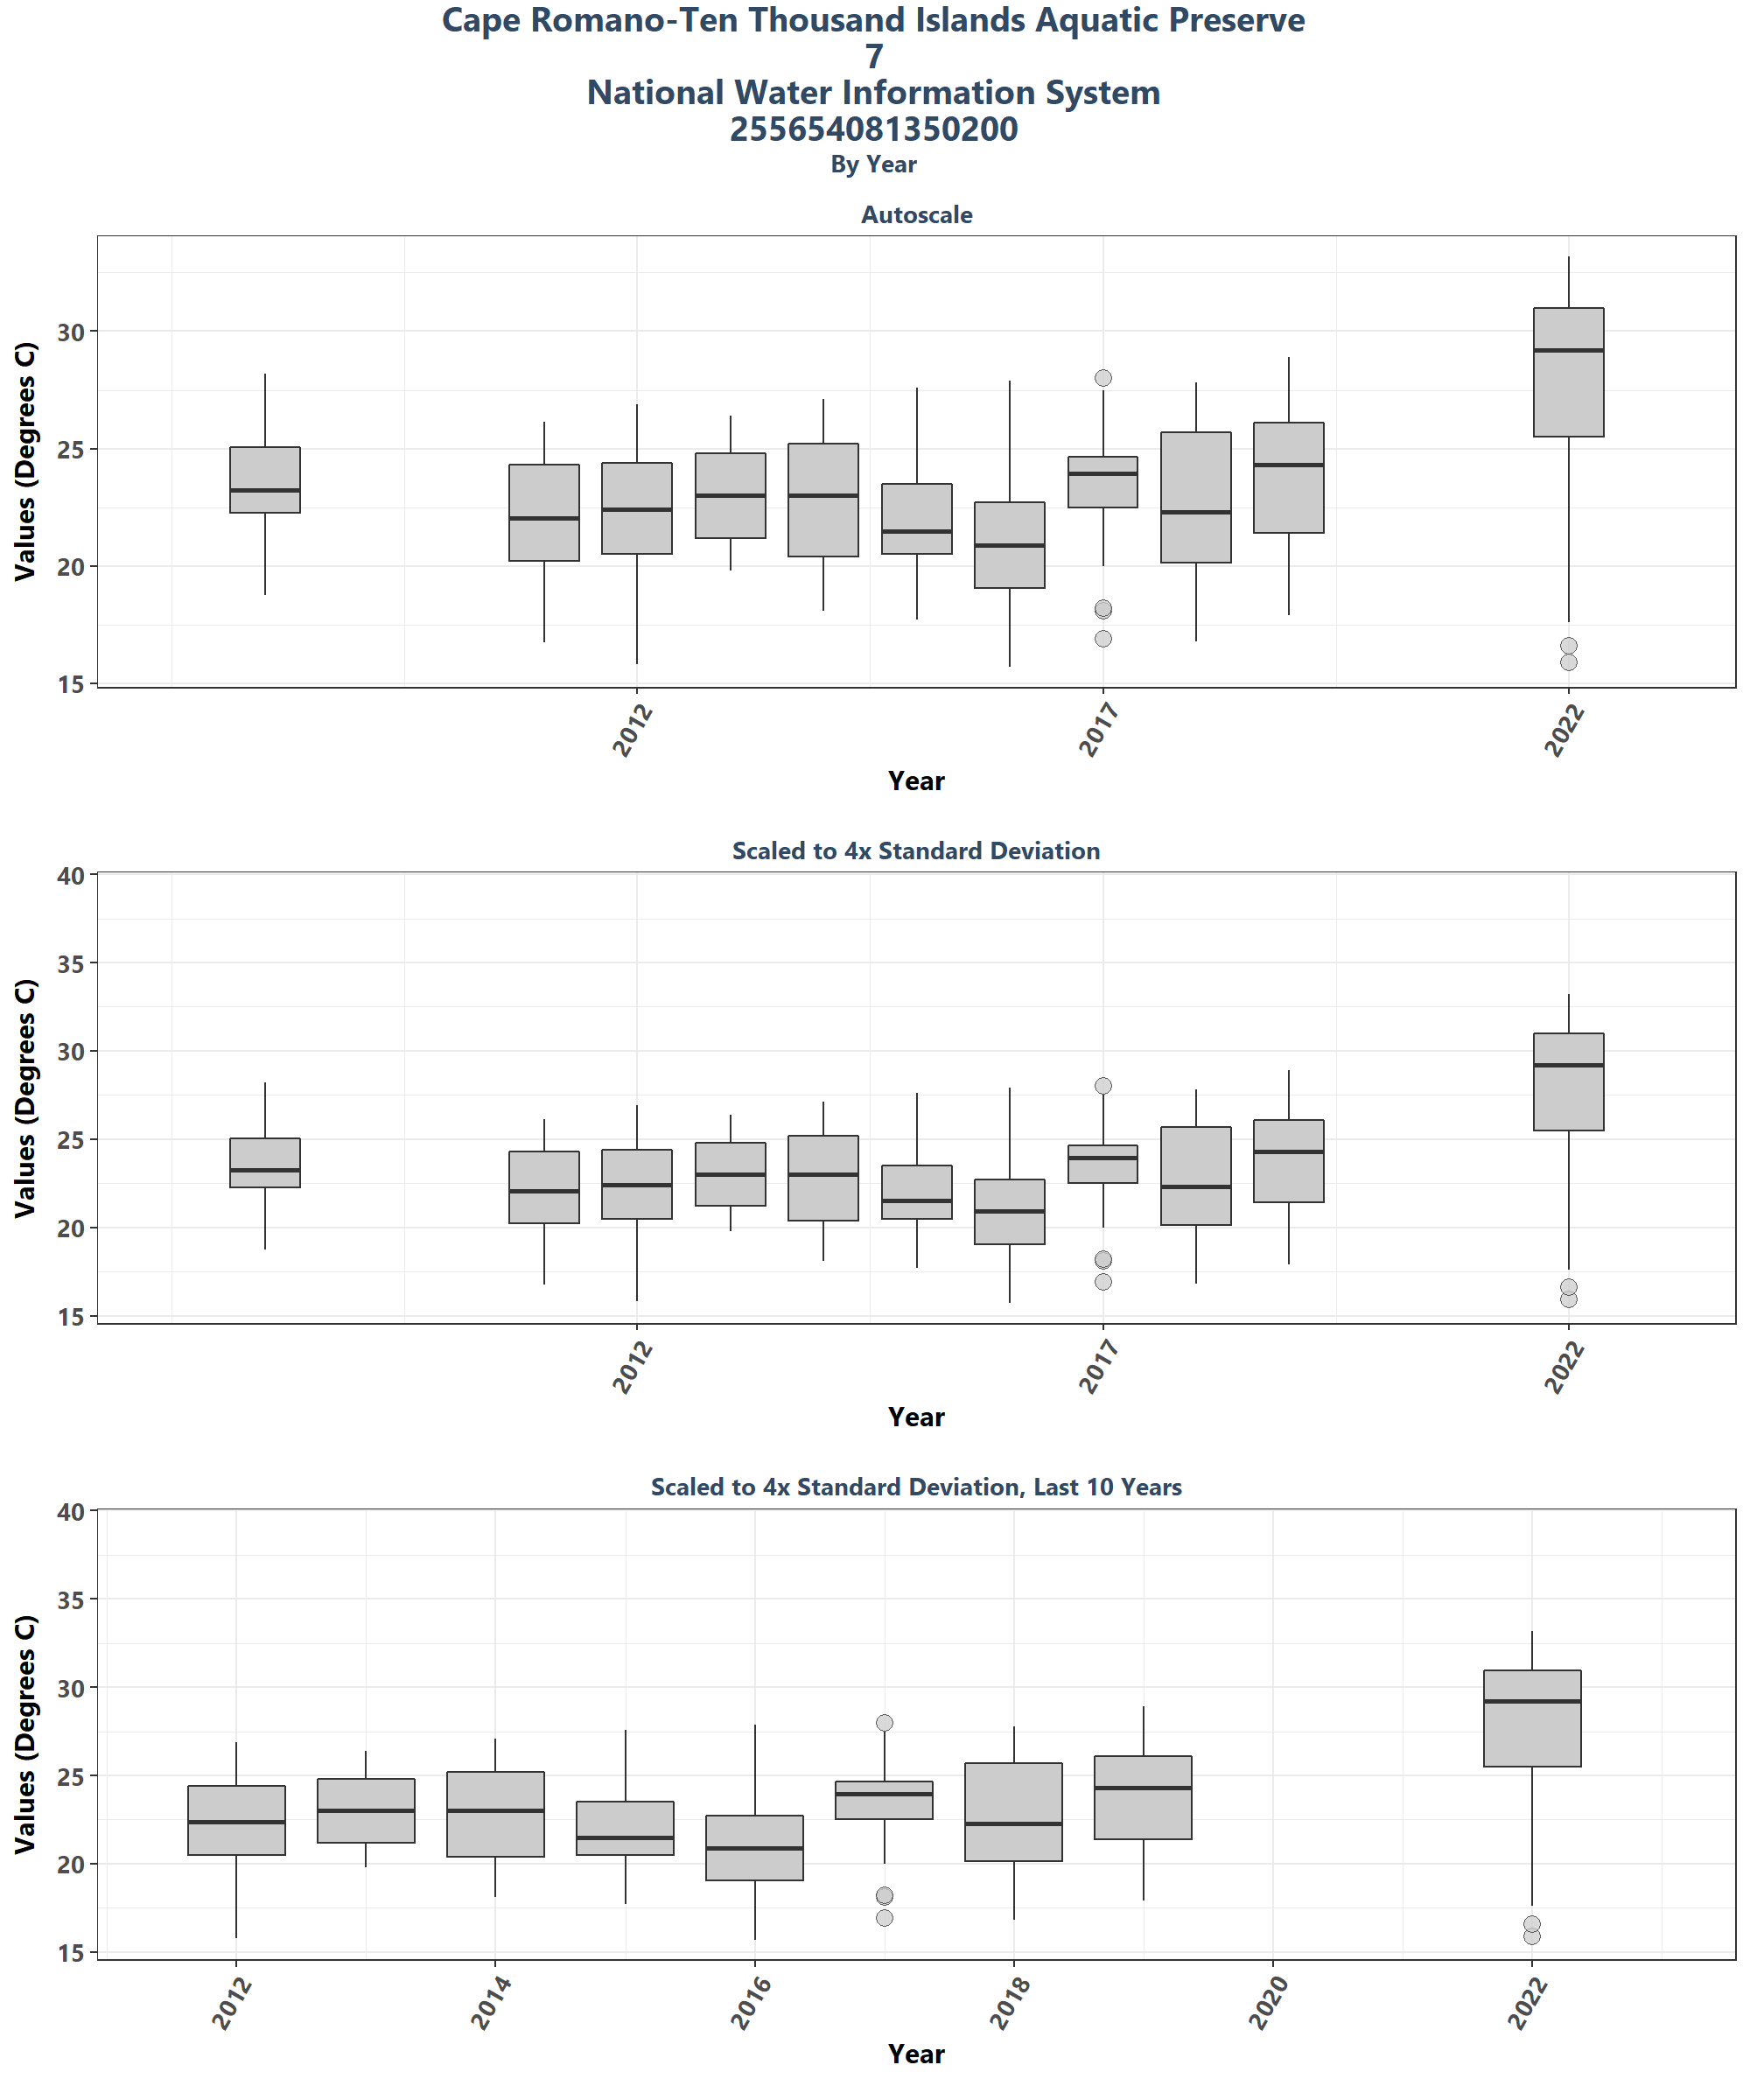 Cape Romano-Ten Thousand Islands Aquatic Preserve
7
National Water Information System
255654081350200
By Year
Autoscale
Values (Degrees C)
30
25
20
15
2012
2017
2022
Year
Scaled to 4x Standard Deviation
Values (Degrees C)
40
35
30
25
20
15
2012
2017
2022
Year
Scaled to 4x Standard Deviation, Last 10 Years
Values (Degrees C)
40
35
30
25
20
15
2012
2014
2016
2018
2020
2022
Year